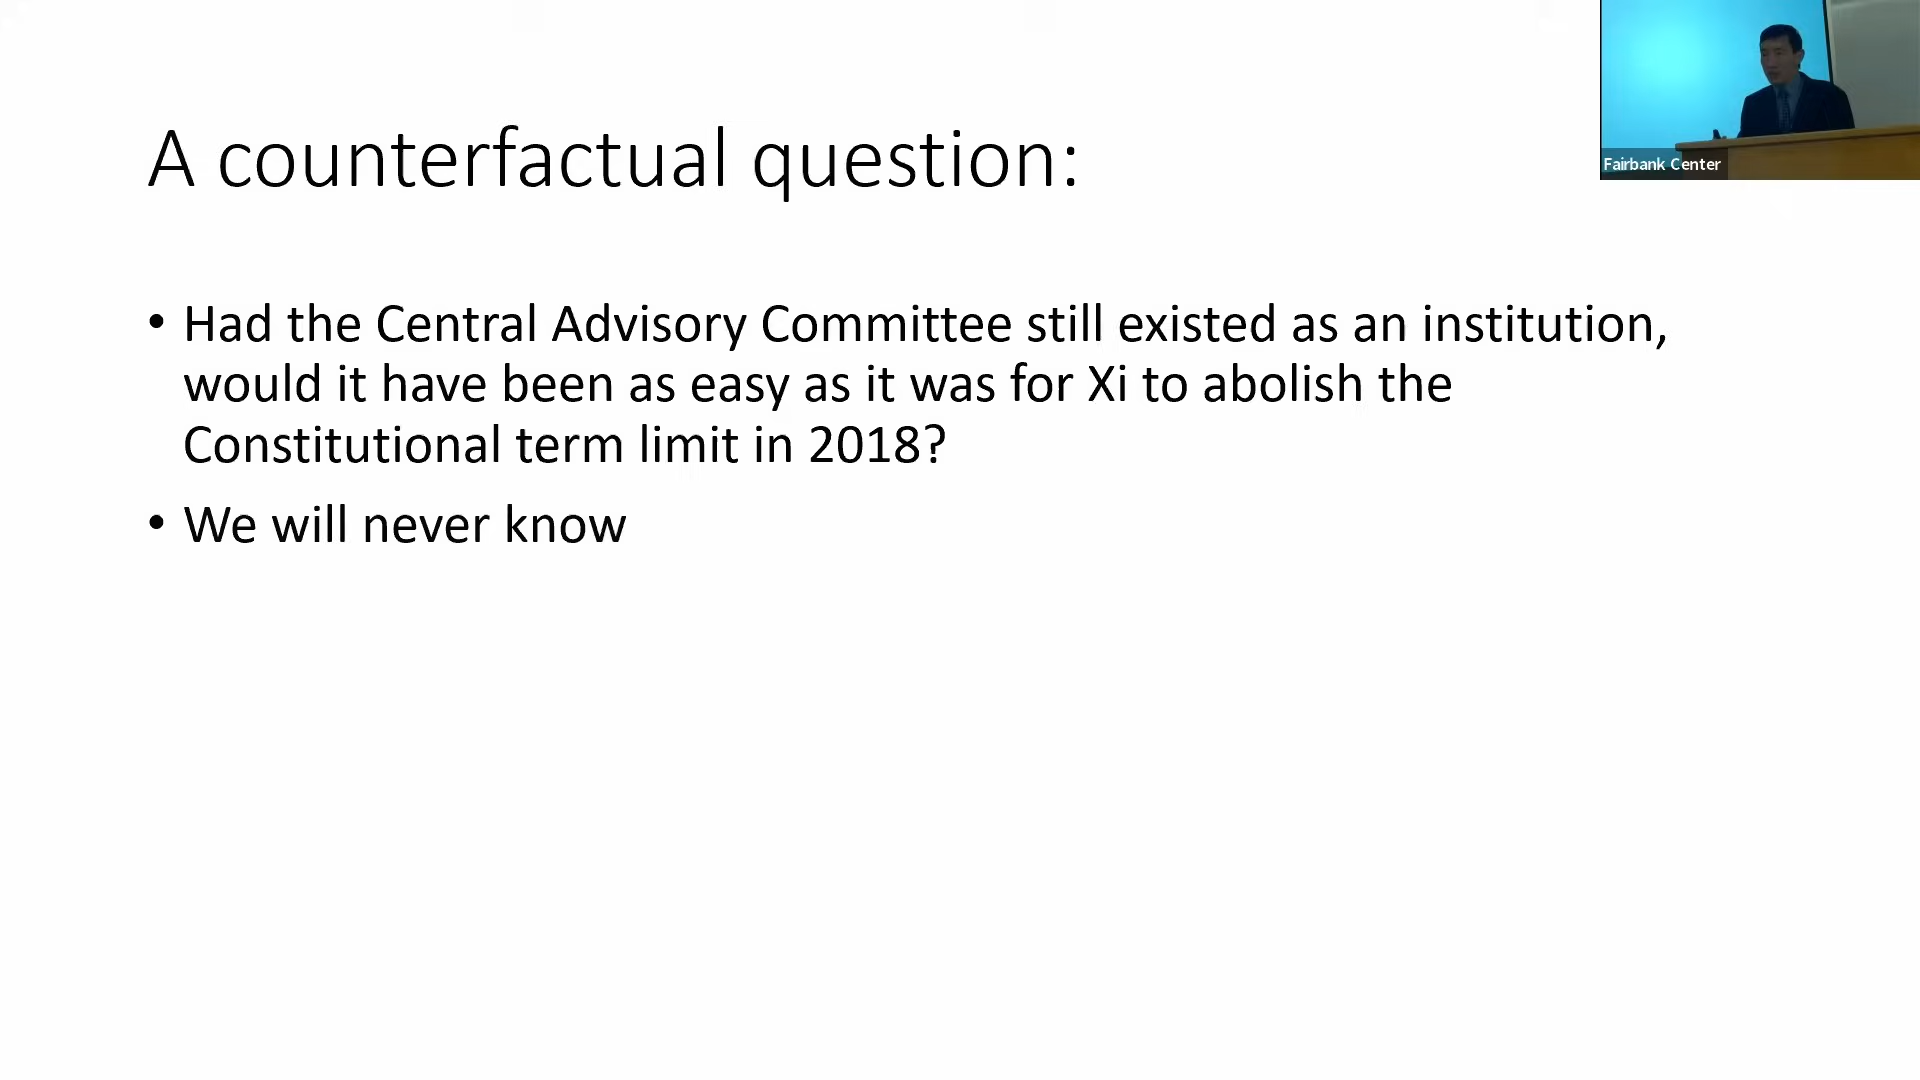 A counterfactual question:
• Had the Central Advisory Committee still existed as an institution,
would it have been as easy as it was for Xi to abolish the
Constitutional term limit in 2018?
• We will never know
Fairbank Center